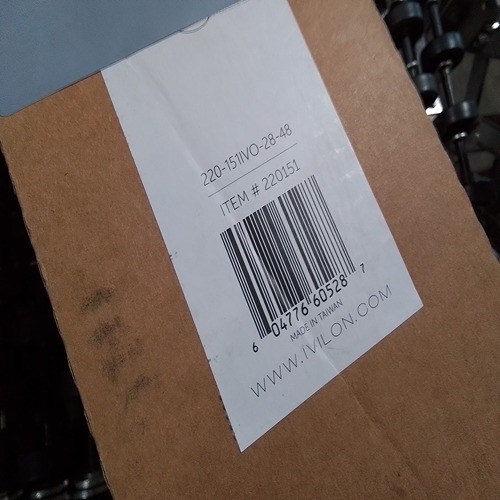 220-151IVO-28-48
ITEM # 220151
6 04776 60528 7
MADE IN TAIWAN
WWW.IVILON.COM